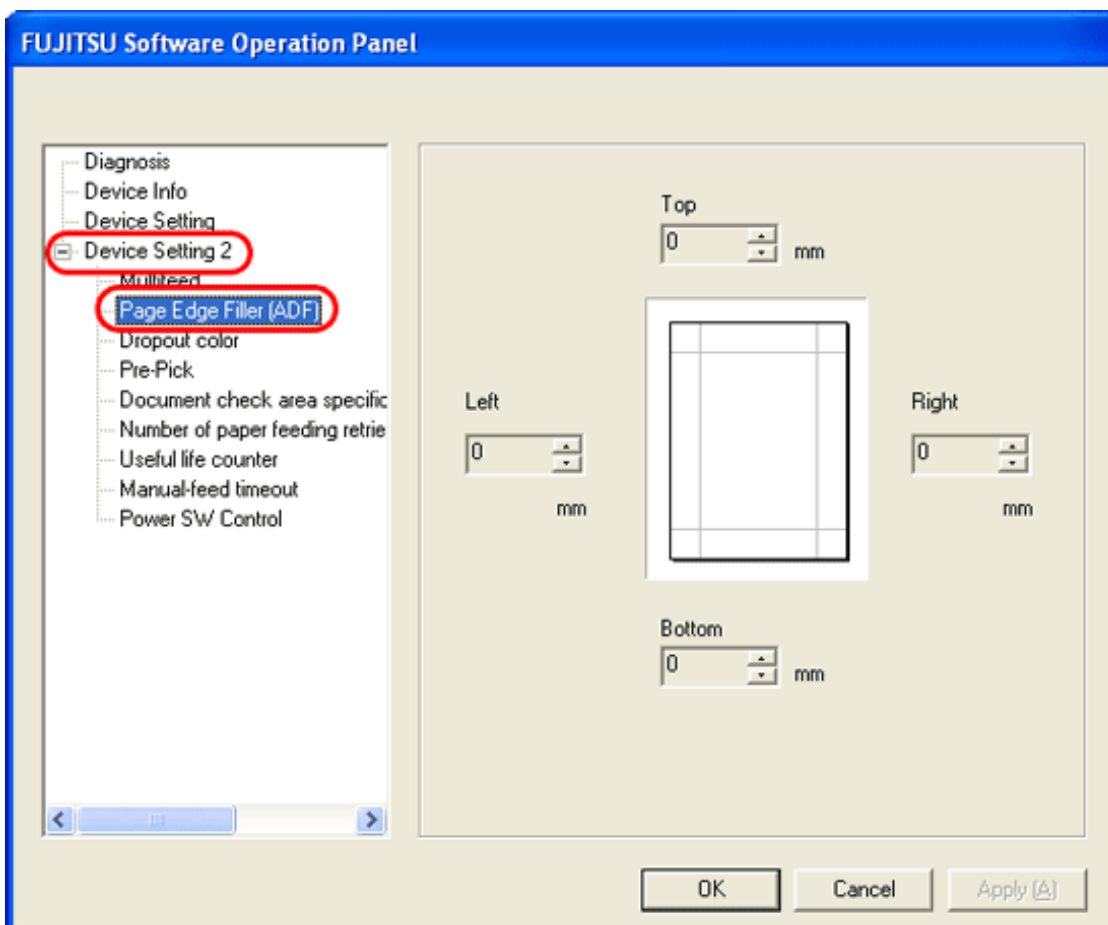 FUJITSU Software Operation Panel
Diagnosis
Device Info
Device Setting
Device Setting 2
Multifeed
Page Edge Filler (ADF)
Dropout color
Pre-Pick
Document check area specific
Number of paper feeding retrie
Useful life counter
Manual-feed timeout
Power SW Control
Top
0 mm
Left
0
mm
Right
0
mm
Bottom
0 mm
OK Cancel Apply (A)